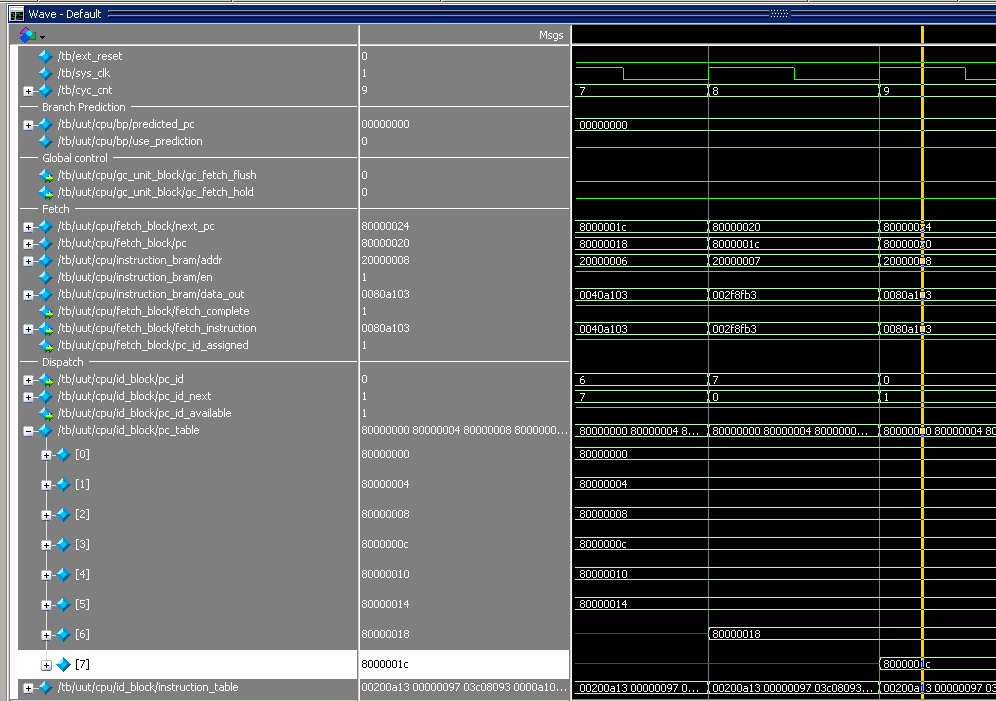 Wave - Default
Msgs
/tb/ext_reset 0
/tb/sys_clk 1
/tb/cyc_cnt 9 7 8 9
Branch Prediction
/tb/uut/cpu/bp/predicted_pc 00000000 00000000
/tb/uut/cpu/bp/use_prediction 0
Global control
/tb/uut/cpu/gc_unit_block/gc_fetch_flush 0
/tb/uut/cpu/gc_unit_block/gc_fetch_hold 0
Fetch
/tb/uut/cpu/fetch_block/next_pc 80000024 8000001c 80000020 80000024
/tb/uut/cpu/fetch_block/pc 80000020 80000018 8000001c 80000020
/tb/uut/cpu/instruction_bram/addr 20000008 20000006 20000007 20000008
/tb/uut/cpu/instruction_bram/en 1
/tb/uut/cpu/instruction_bram/data_out 0080a103 0040a103 002f8fb3 0080a103
/tb/uut/cpu/fetch_block/fetch_complete 1
/tb/uut/cpu/fetch_block/fetch_instruction 0080a103 0040a103 002f8fb3 0080a103
/tb/uut/cpu/fetch_block/pc_id_assigned 1
Dispatch
/tb/uut/cpu/id_block/pc_id 0 6 7 0
/tb/uut/cpu/id_block/pc_id_next 1 7 0 1
/tb/uut/cpu/id_block/pc_id_available 1
/tb/uut/cpu/id_block/pc_table 80000000 80000004 80000008 8000000... 80000000 80000004 8... 80000000 80000004 8000000... 80000000 80000004 80
[0] 80000000 80000000
[1] 80000004 80000004
[2] 80000008 80000008
[3] 8000000c 8000000c
[4] 80000010 80000010
[5] 80000014 80000014
[6] 80000018 80000018
[7] 8000001c 8000001c
/tb/uut/cpu/id_block/instruction_table 00200a13 00000097 03c08093 0000a10... 00200a13 00000097 0... 00200a13 00000097 03c08093... 00200a13 00000097 03